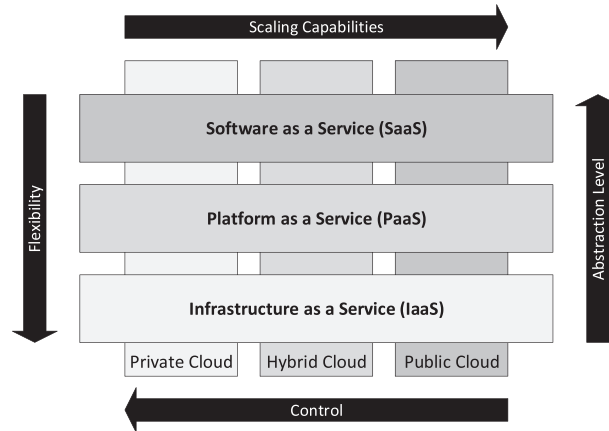 Scaling Capabilities
Software as a Service (SaaS)
Flexibility
Platform as a Service (PaaS)
Abstraction Level
Infrastructure as a Service (IaaS)
Private Cloud
Hybrid Cloud
Public Cloud
Control